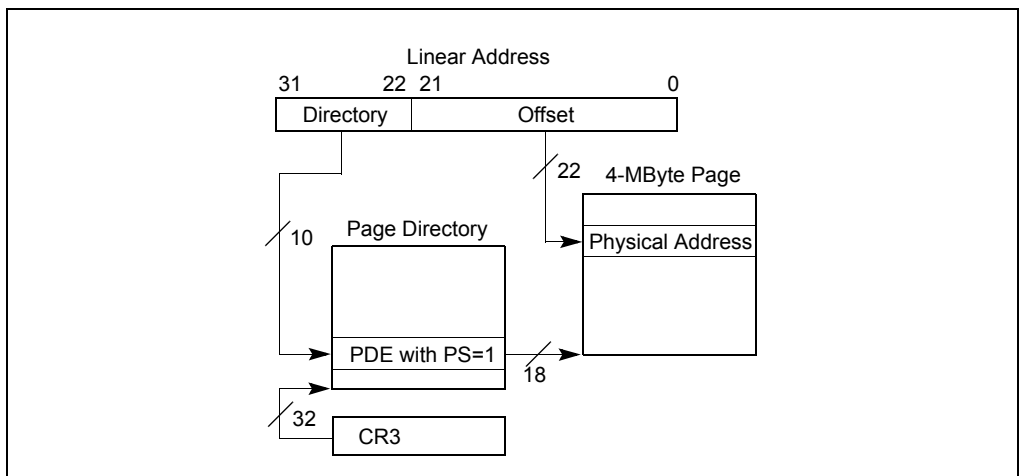 Linear Address
31 22 21 0
Directory Offset
22
4-MByte Page
10
Page Directory
Physical Address
PDE with PS=1
18
32
CR3